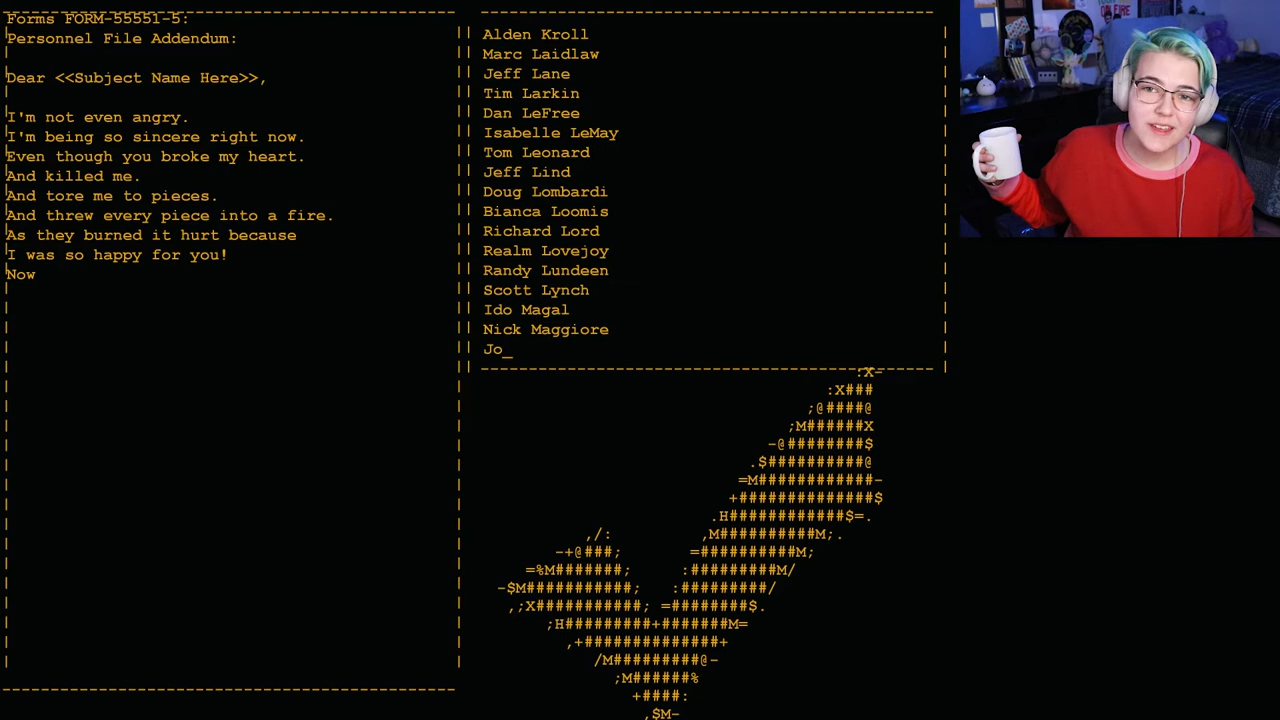 Forms FORM-55551-5:
Personnel File Addendum:
Dear <<Subject Name Here>>,
I'm not even angry.
I'm being so sincere right now.
Even though you broke my heart.
And killed me.
And tore me to pieces.
And threw every piece into a fire.
As they burned it hurt because
I was so happy for you!
Now
Alden Kroll
Marc Laidlaw
Jeff Lane
Tim Larkin
Dan LeFree
Isabelle LeMay
Tom Leonard
Jeff Lind
Doug Lombardi
Bianca Loomis
Richard Lord
Realm Lovejoy
Randy Lundeen
Scott Lynch
Ido Magal
Nick Maggiore
Jo_